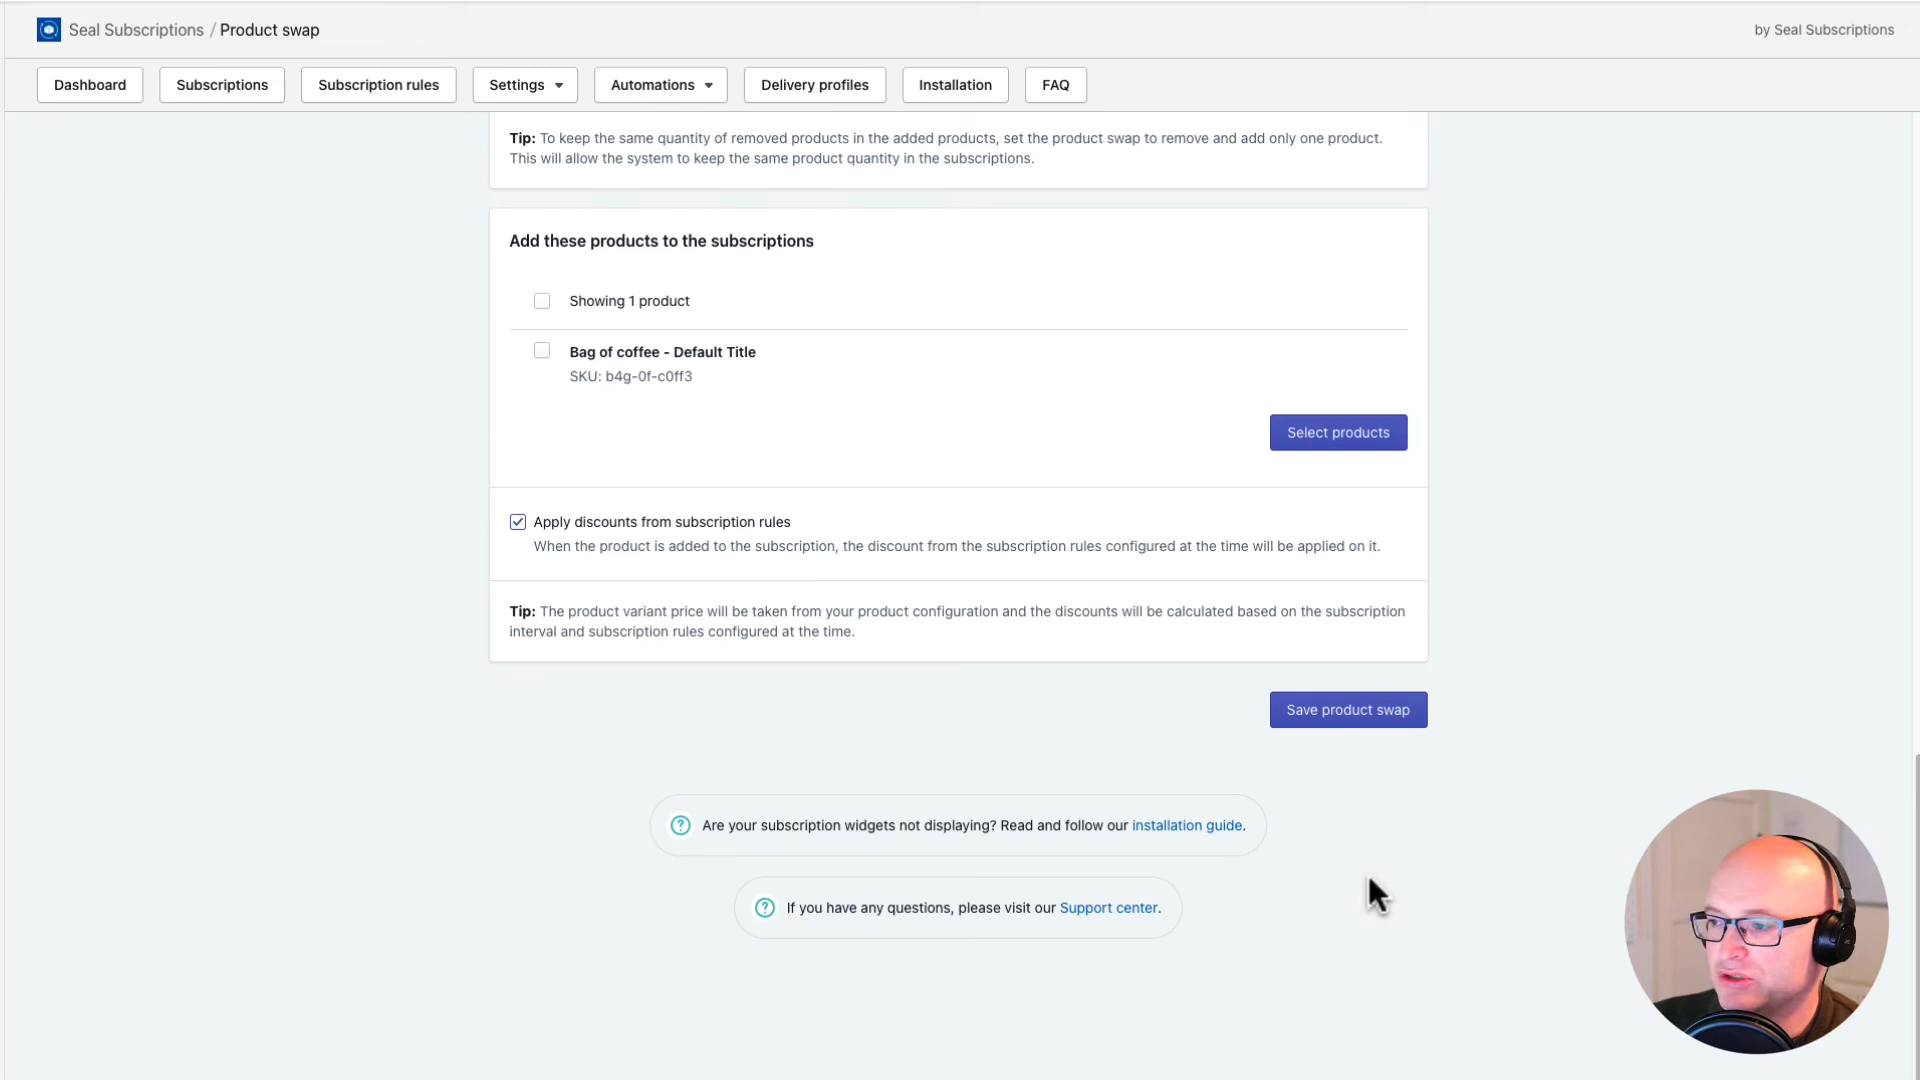 Seal Subscriptions / Product swap
by Seal Subscriptions
Dashboard
Subscriptions
Subscription rules
Settings
Automations
Delivery profiles
Installation
FAQ
Tip: To keep the same quantity of removed products in the added products, set the product swap to remove and add only one product.
This will allow the system to keep the same product quantity in the subscriptions.
Add these products to the subscriptions
Showing 1 product
Bag of coffee - Default Title
SKU: b4g-0f-c0ff3
Select products
Apply discounts from subscription rules
When the product is added to the subscription, the discount from the subscription rules configured at the time will be applied on it.
Tip: The product variant price will be taken from your product configuration and the discounts will be calculated based on the subscription
interval and subscription rules configured at the time.
Save product swap
Are your subscription widgets not displaying? Read and follow our installation guide.
If you have any questions, please visit our Support center.